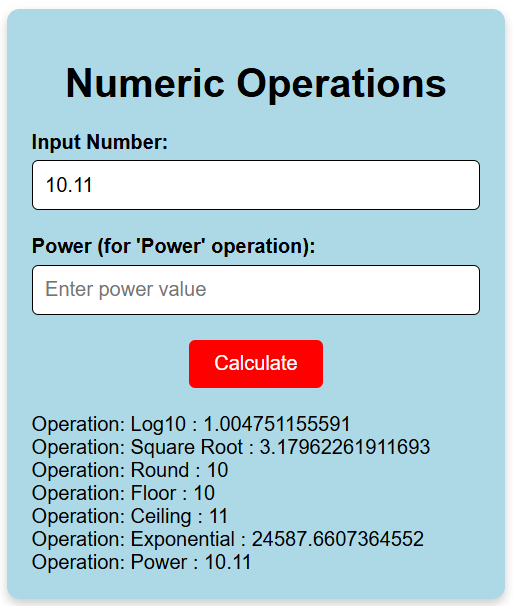 Numeric Operations
Input Number:
10.11
Power (for 'Power' operation):
Enter power value
Calculate
Operation: Log10 : 1.004751155591
Operation: Square Root : 3.17962261911693
Operation: Round : 10
Operation: Floor : 10
Operation: Ceiling : 11
Operation: Exponential : 24587.6607364552
Operation: Power : 10.11